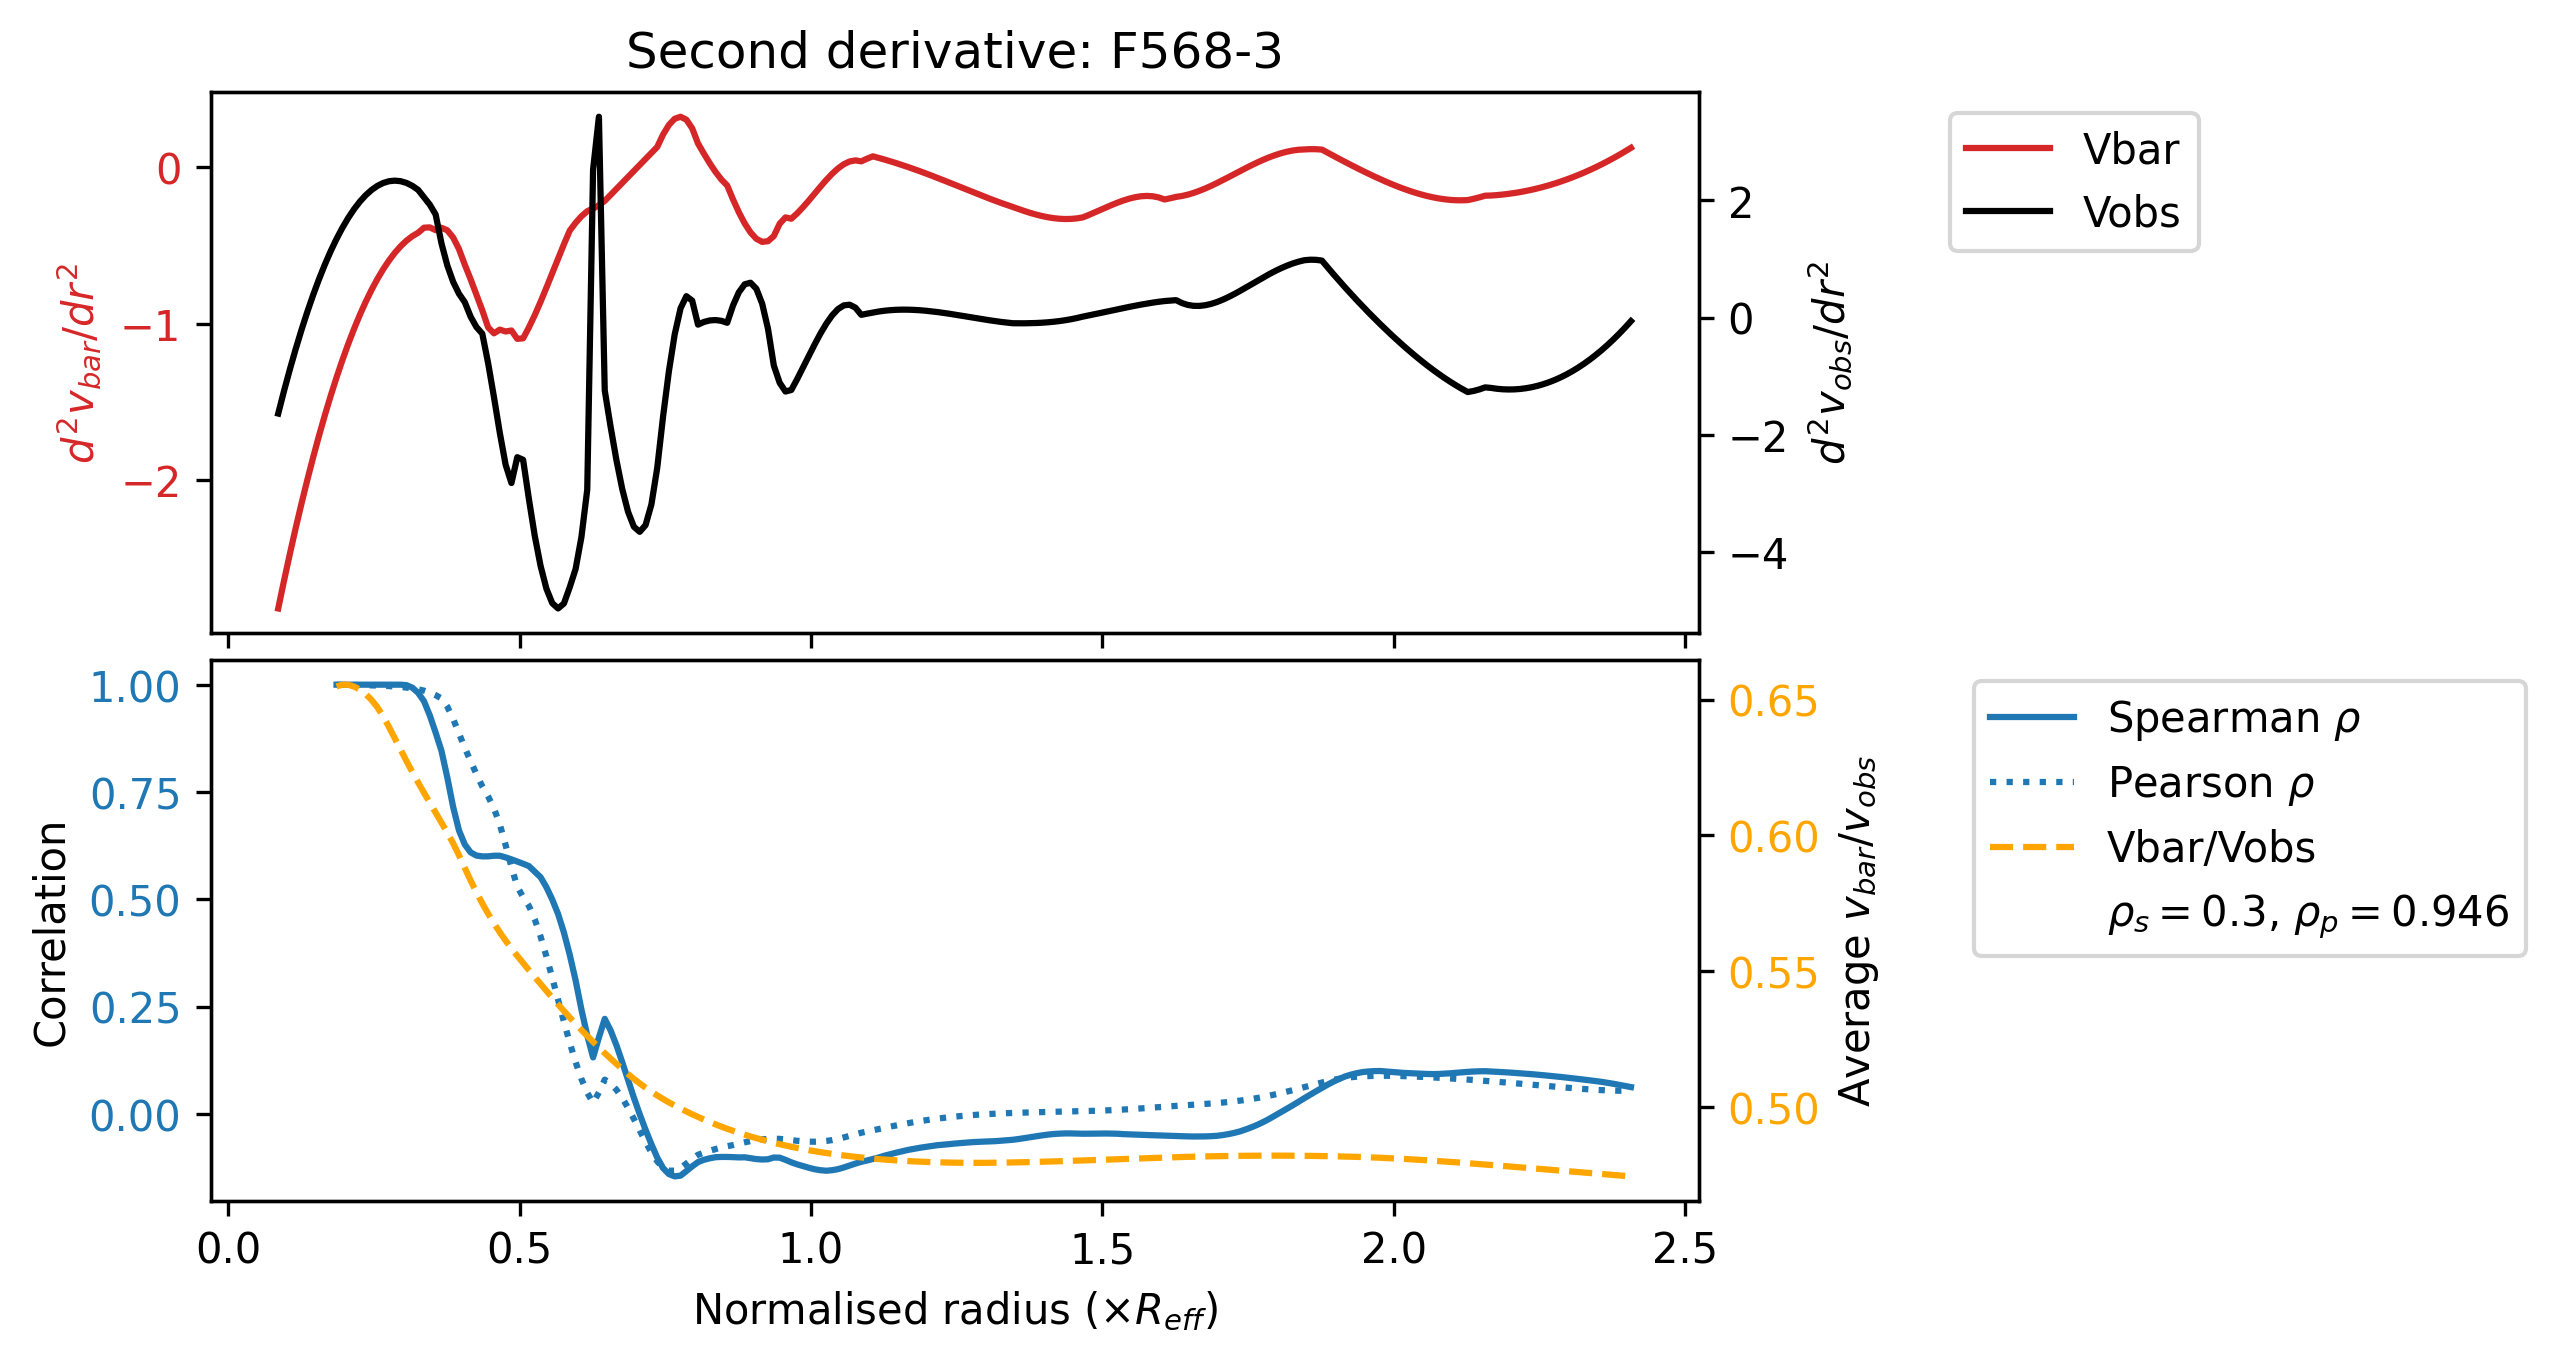 Second derivative: F568-3
0
−1
−2
d²v_bar/dr²
2
0
−2
−4
d²v_obs/dr²
Vbar
Vobs
1.00
0.75
0.50
0.25
0.00
Correlation
0.65
0.60
0.55
0.50
Average v_bar/v_obs
Spearman ρ
Pearson ρ
Vbar/Vobs
ρ_s = 0.3, ρ_p = 0.946
0.0 0.5 1.0 1.5 2.0 2.5
Normalised radius (×R_eff)